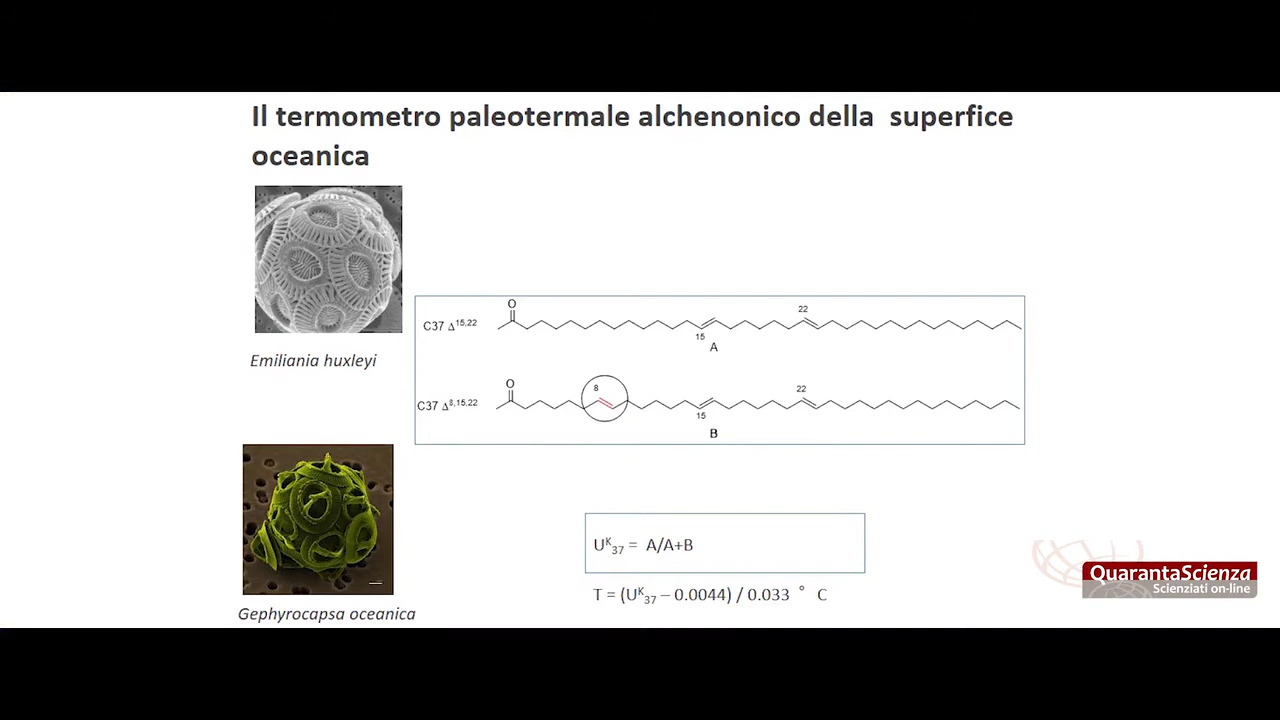 Il termometro paleotermale alchenonico della superfice
oceanica
Emiliania huxleyi
C37 Δ15,22
O
15
22
A
C37 Δ8,15,22
O
8
15
22
B
Gephyrocapsa oceanica
UK37 = A/A+B
T = (UK37 – 0.0044) / 0.033 ° C
QuarantaScienza
Scienziati on-line